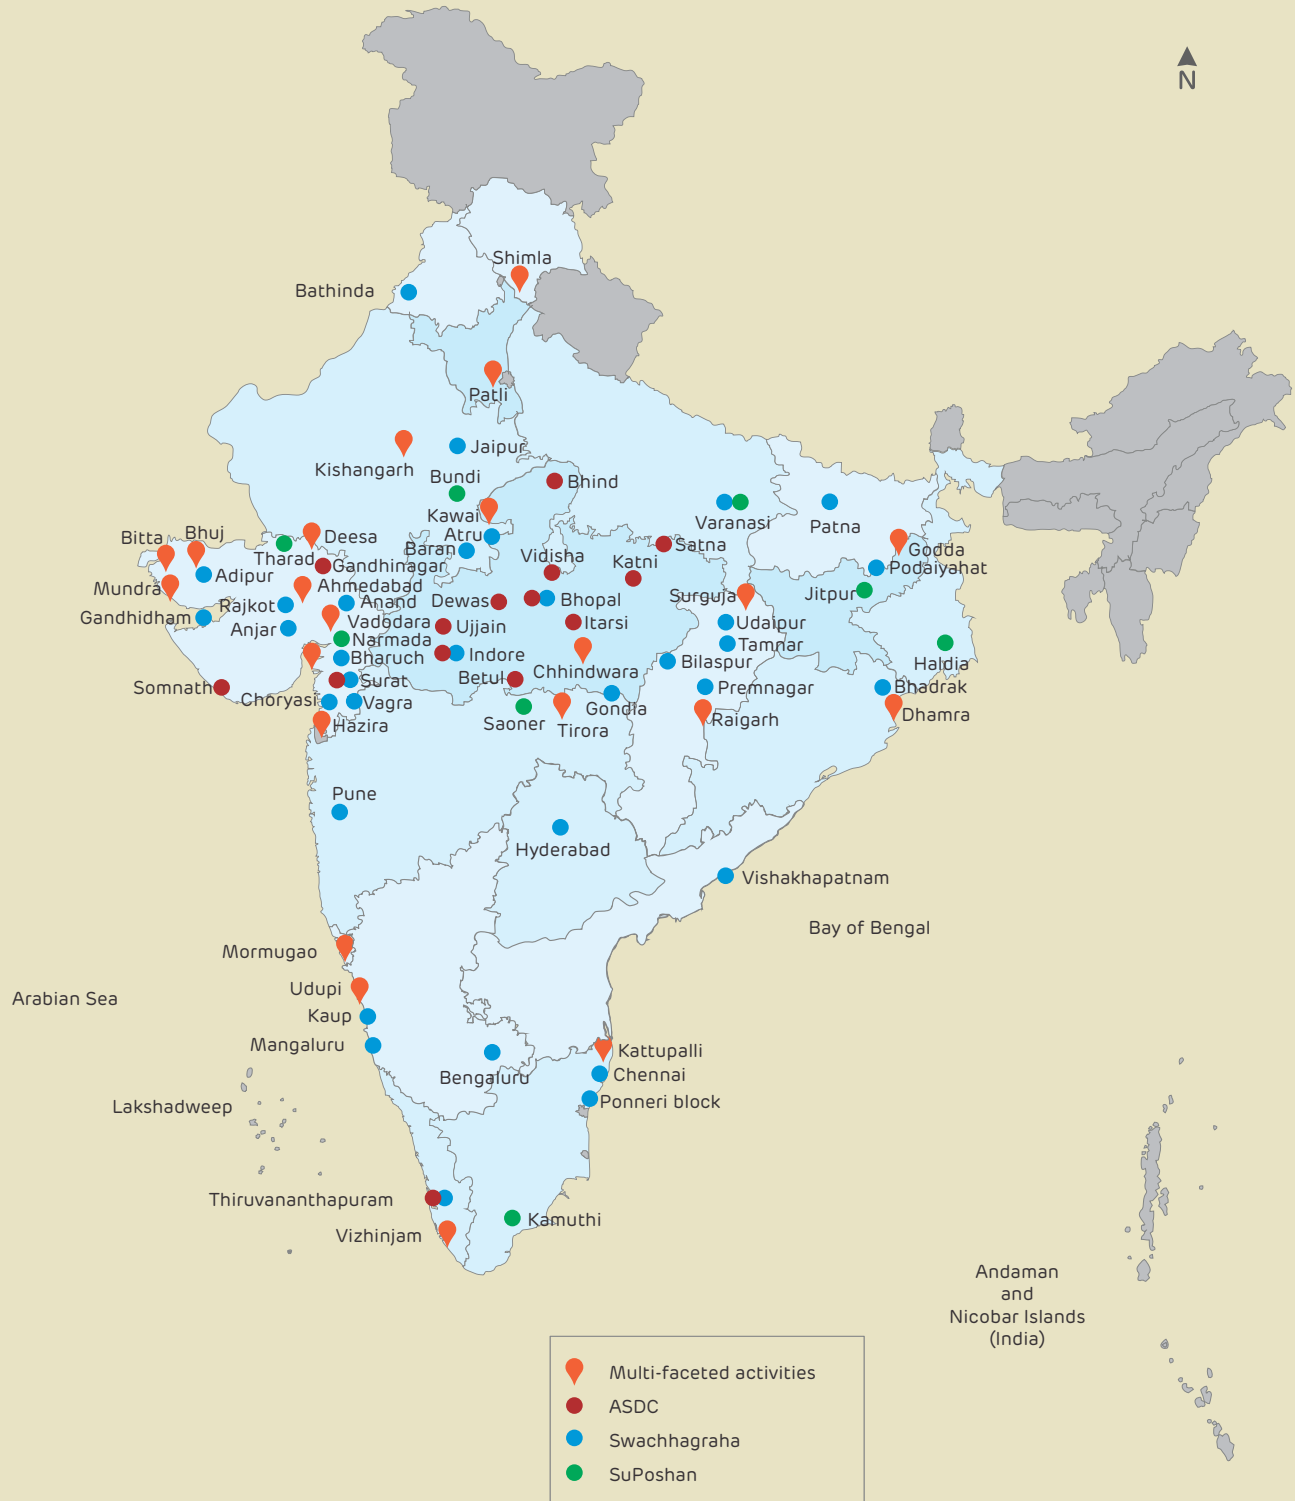 N
Shimla
Bathinda
Patli
Jaipur
Kishangarh
Bundi
Bhind
Kawai
Varanasi
Patna
Atru
Bhuj
Bitta
Deesa
Baran
Satna
Godda
Tharad
Vidisha
Katni
Gandhinagar
Podaiyahat
Adipur
Mundra
Ahmedabad
Jitpur
Surguja
Rajkot
Anand
Dewas
Bhopal
Gandhidham
Vadodara
Itarsi
Udaipur
Anjar
Ujjain
Narmada
Tamnar
Bharuch
Indore
Bilaspur
Haldia
Chhindwara
Betul
Surat
Somnath
Premnagar
Bhadrak
Choryasi
Vagra
Gondia
Dhamra
Hazira
Saoner
Tirora
Raigarh
Pune
Hyderabad
Vishakhapatnam
Bay of Bengal
Mormugao
Udupi
Arabian Sea
Kaup
Mangaluru
Kattupalli
Bengaluru
Chennai
Lakshadweep
Ponneri block
Thiruvananthapuram
Kamuthi
Vizhinjam
Andaman
and
Nicobar Islands
(India)
Multi-faceted activities
ASDC
Swachhagraha
SuPoshan